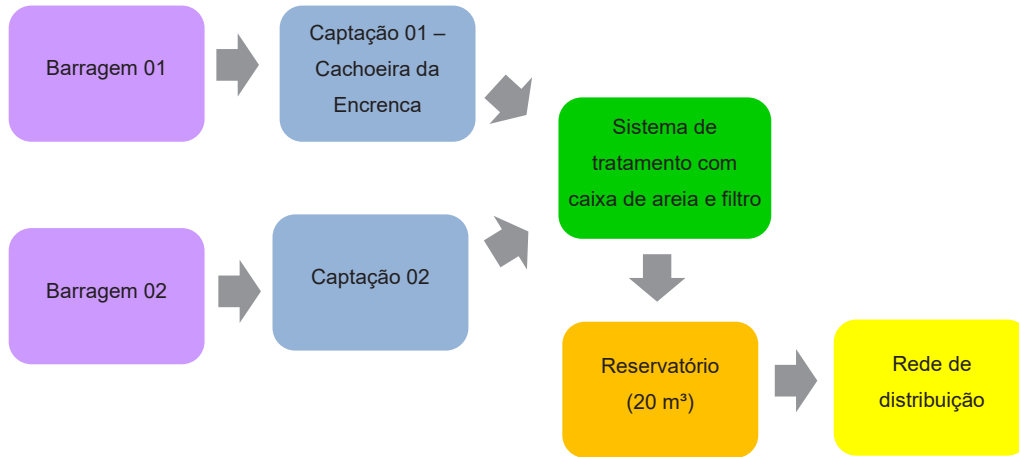 Barragem 01
Captação 01 –
Cachoeira da
Encrenca
Sistema de
tratamento com
caixa de areia e filtro
Barragem 02
Captação 02
Reservatório
(20 m³)
Rede de
distribuição